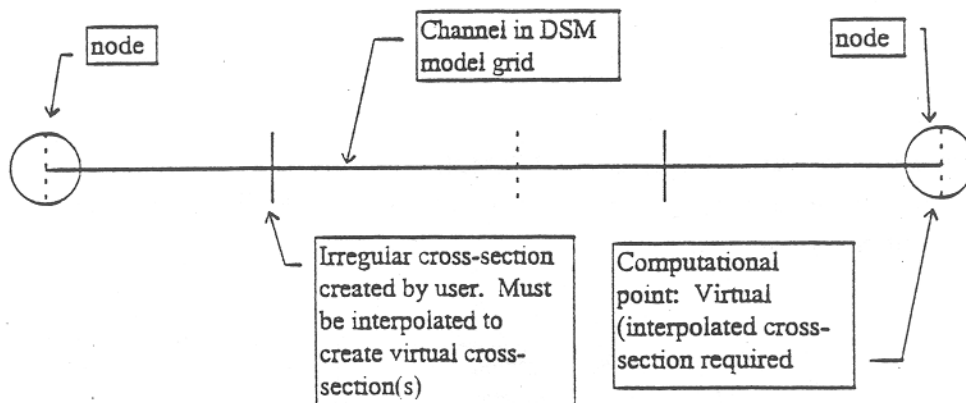 node
Channel in DSM
model grid
node
Irregular cross-section
created by user. Must
be interpolated to
create virtual cross-
section(s)
Computational
point: Virtual
(interpolated cross-
section required